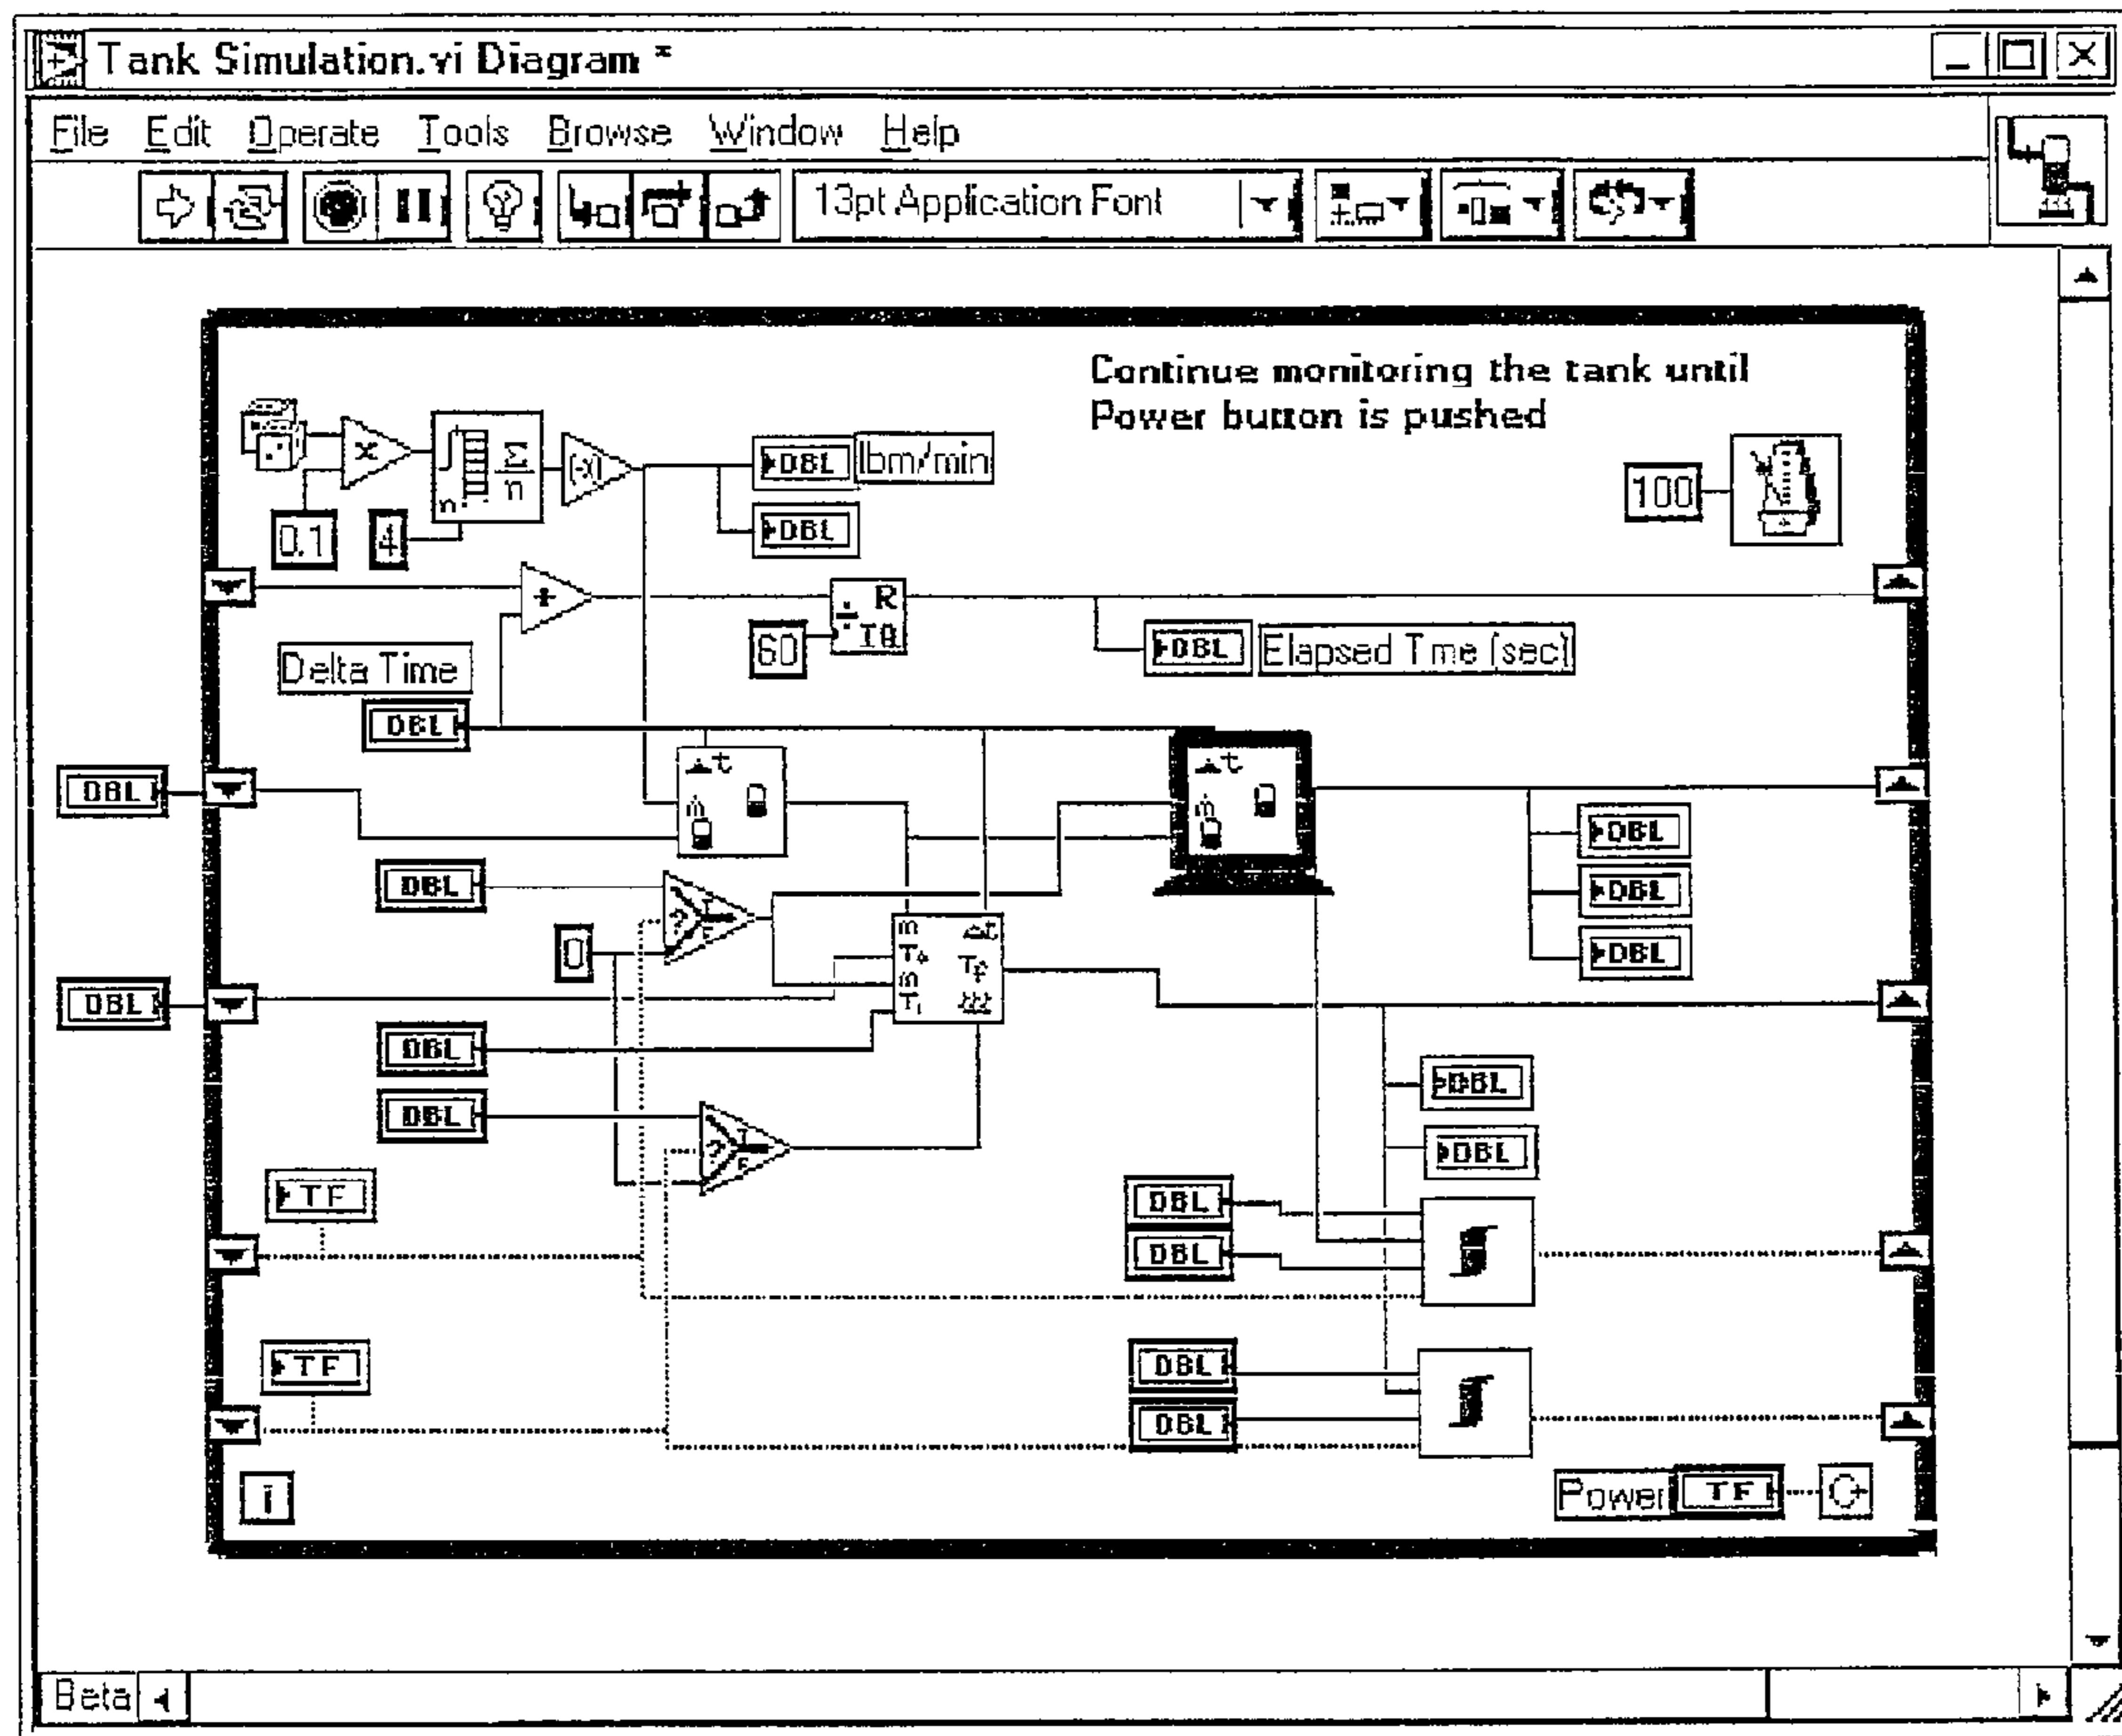 Tank Simulation.vi Diagram *
File Edit Operate Tools Browse Window Help
13pt Application Font
Continue monitoring the tank until
Power button is pushed
x
n
Σ
n
DBL lbm/min
DBL
100
0.1
4
+
R
IQ
60
DBL Elapsed Tme (sec)
Delta Time
DBL
t
ṁ
t
ṁ
DBL
DBL
DBL
DBL
DBL
? T
F
0
m
T
m
T
T
DBL
DBL
DBL
? T
F
DBL
DBL
TF
DBL
DBL
TF
DBL
DBL
i
Power TF
Beta